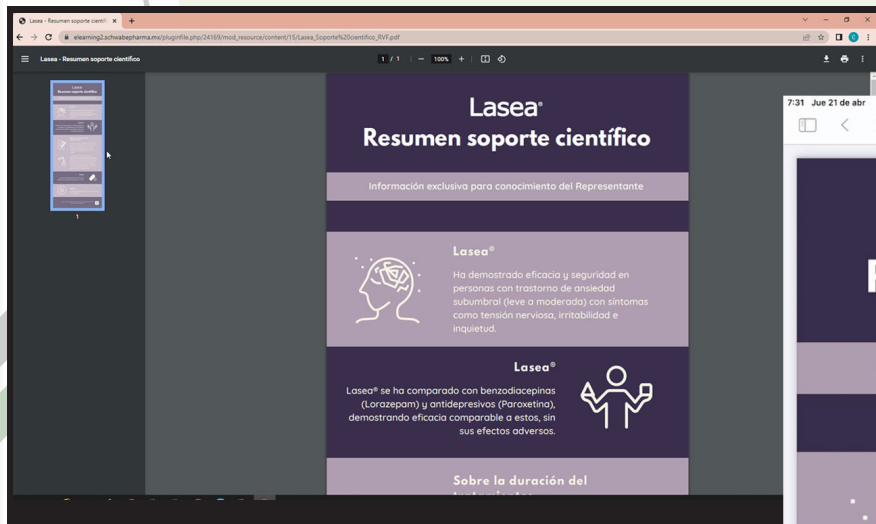 Lasea - Resumen soporte científi
elearning2.schwabepharma.mx/pluginfile.php/24169/mod_resource/content/15/Lasea_Soporte%20cientifico_RVF.pdf
Lasea - Resumen soporte científico
1 / 1
100%
1
Lasea®
Resumen soporte científico
Información exclusiva para conocimiento del Representante
Lasea®
Ha demostrado eficacia y seguridad en
personas con trastorno de ansiedad
subumbral (leve a moderada) con síntomas
como tensión nerviosa, irritabilidad e
inquietud.
Lasea®
Lasea® se ha comparado con benzodiacepinas
(Lorazepam) y antidepresivos (Paroxetina),
demostrando eficacia comparable a estos, sin
sus efectos adversos.
Sobre la duración del
7:31 Jue 21 de abr